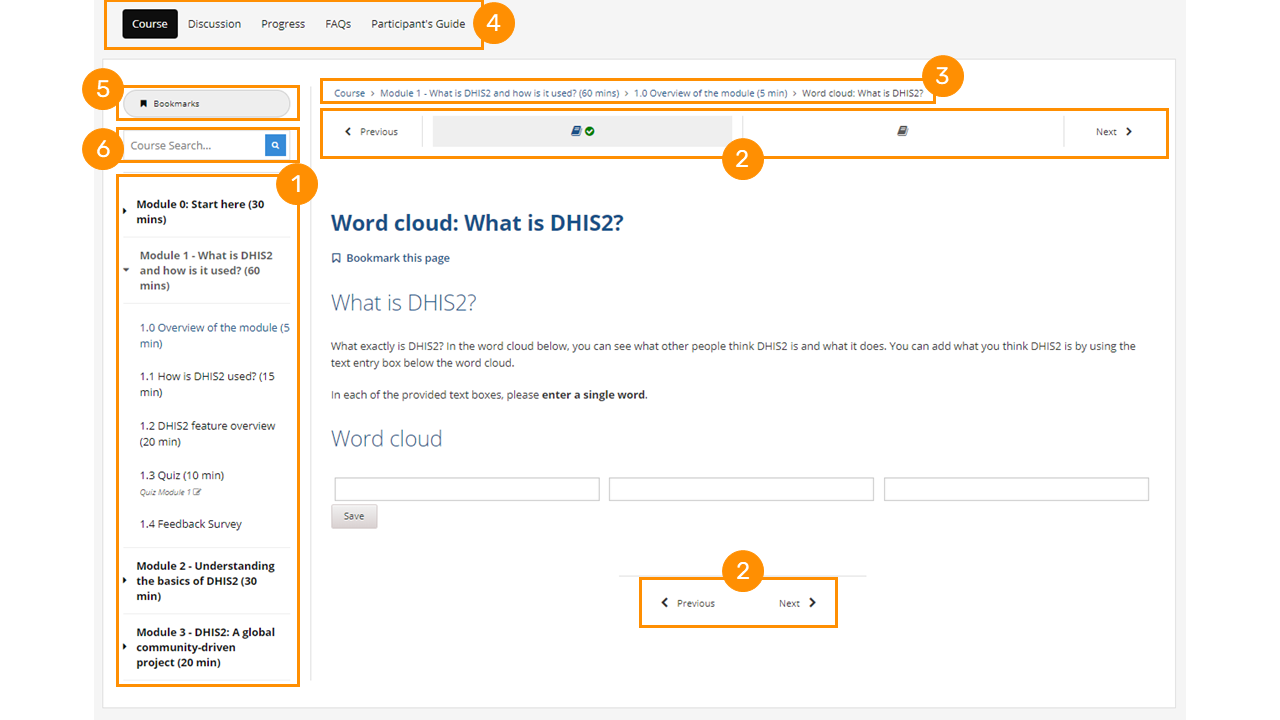 Course Discussion Progress FAQs Participant's Guide 4
5
Bookmarks
6
Course Search...
1
Module 0: Start here (30
mins)
Module 1 - What is DHIS2
and how is it used? (60
mins)
1.0 Overview of the module (5
min)
1.1 How is DHIS2 used? (15
min)
1.2 DHIS2 feature overview
(20 min)
1.3 Quiz (10 min)
Quiz Module 1
1.4 Feedback Survey
Module 2 - Understanding
the basics of DHIS2 (30
min)
Module 3 - DHIS2: A global
community-driven
project (20 min)
3
Course > Module 1 - What is DHIS2 and how is it used? (60 mins) > 1.0 Overview of the module (5 min) > Word cloud: What is DHIS2?
Previous Next
2
Word cloud: What is DHIS2?
Bookmark this page
What is DHIS2?
What exactly is DHIS2? In the word cloud below, you can see what other people think DHIS2 is and what it does. You can add what you think DHIS2 is by using the
text entry box below the word cloud.
In each of the provided text boxes, please enter a single word.
Word cloud
Save
2
Previous Next